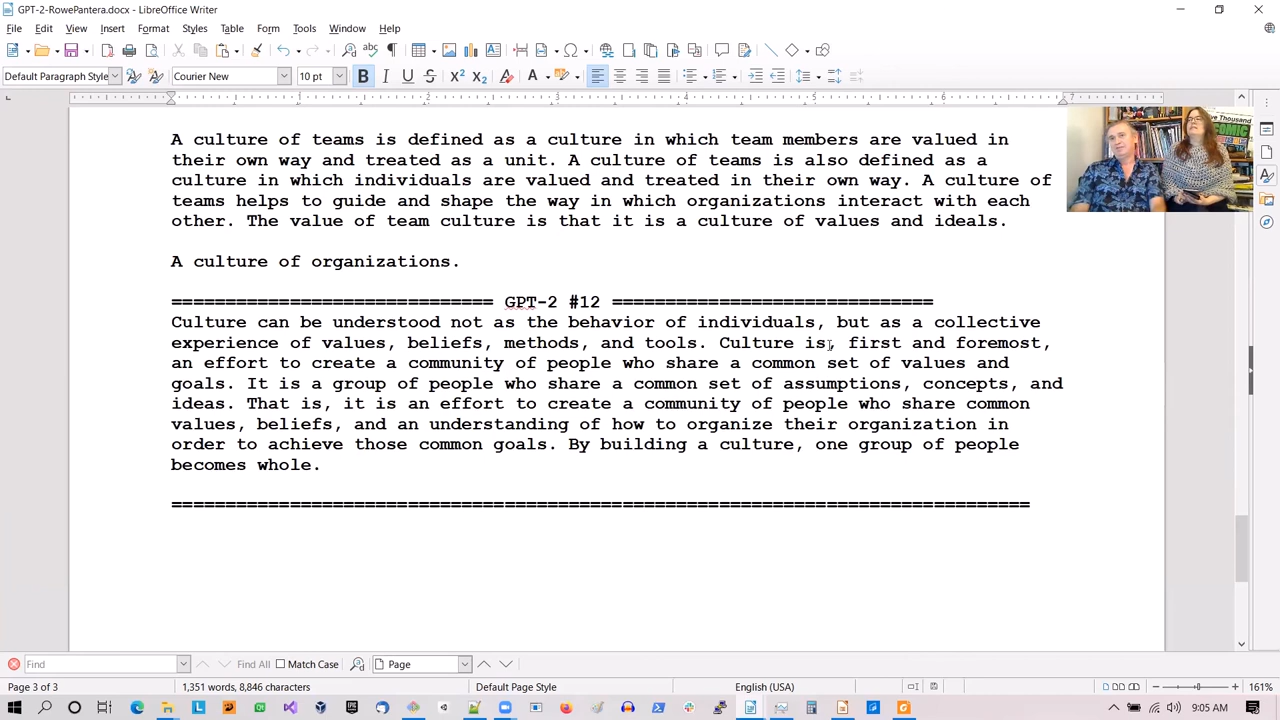 GPT-2-RowePantera.docx - LibreOffice Writer
File Edit View Insert Format Styles Table Form Tools Window Help
Default Paragraph Style Courier New 10 pt
1 2 3 4 5 6 7
A culture of teams is defined as a culture in which team members are valued in
their own way and treated as a unit. A culture of teams is also defined as a
culture in which individuals are valued and treated in their own way. A culture of
teams helps to guide and shape the way in which organizations interact with each
other. The value of team culture is that it is a culture of values and ideals.
A culture of organizations.
============================== GPT-2 #12 ==============================
Culture can be understood not as the behavior of individuals, but as a collective
experience of values, beliefs, methods, and tools. Culture is, first and foremost,
an effort to create a community of people who share a common set of values and
goals. It is a group of people who share a common set of assumptions, concepts, and
ideas. That is, it is an effort to create a community of people who share common
values, beliefs, and an understanding of how to organize their organization in
order to achieve those common goals. By building a culture, one group of people
becomes whole.
================================================================================
Find Find All Match Case Page
Page 3 of 3 1,351 words, 8,846 characters Default Page Style English (USA) 161%
9:05 AM